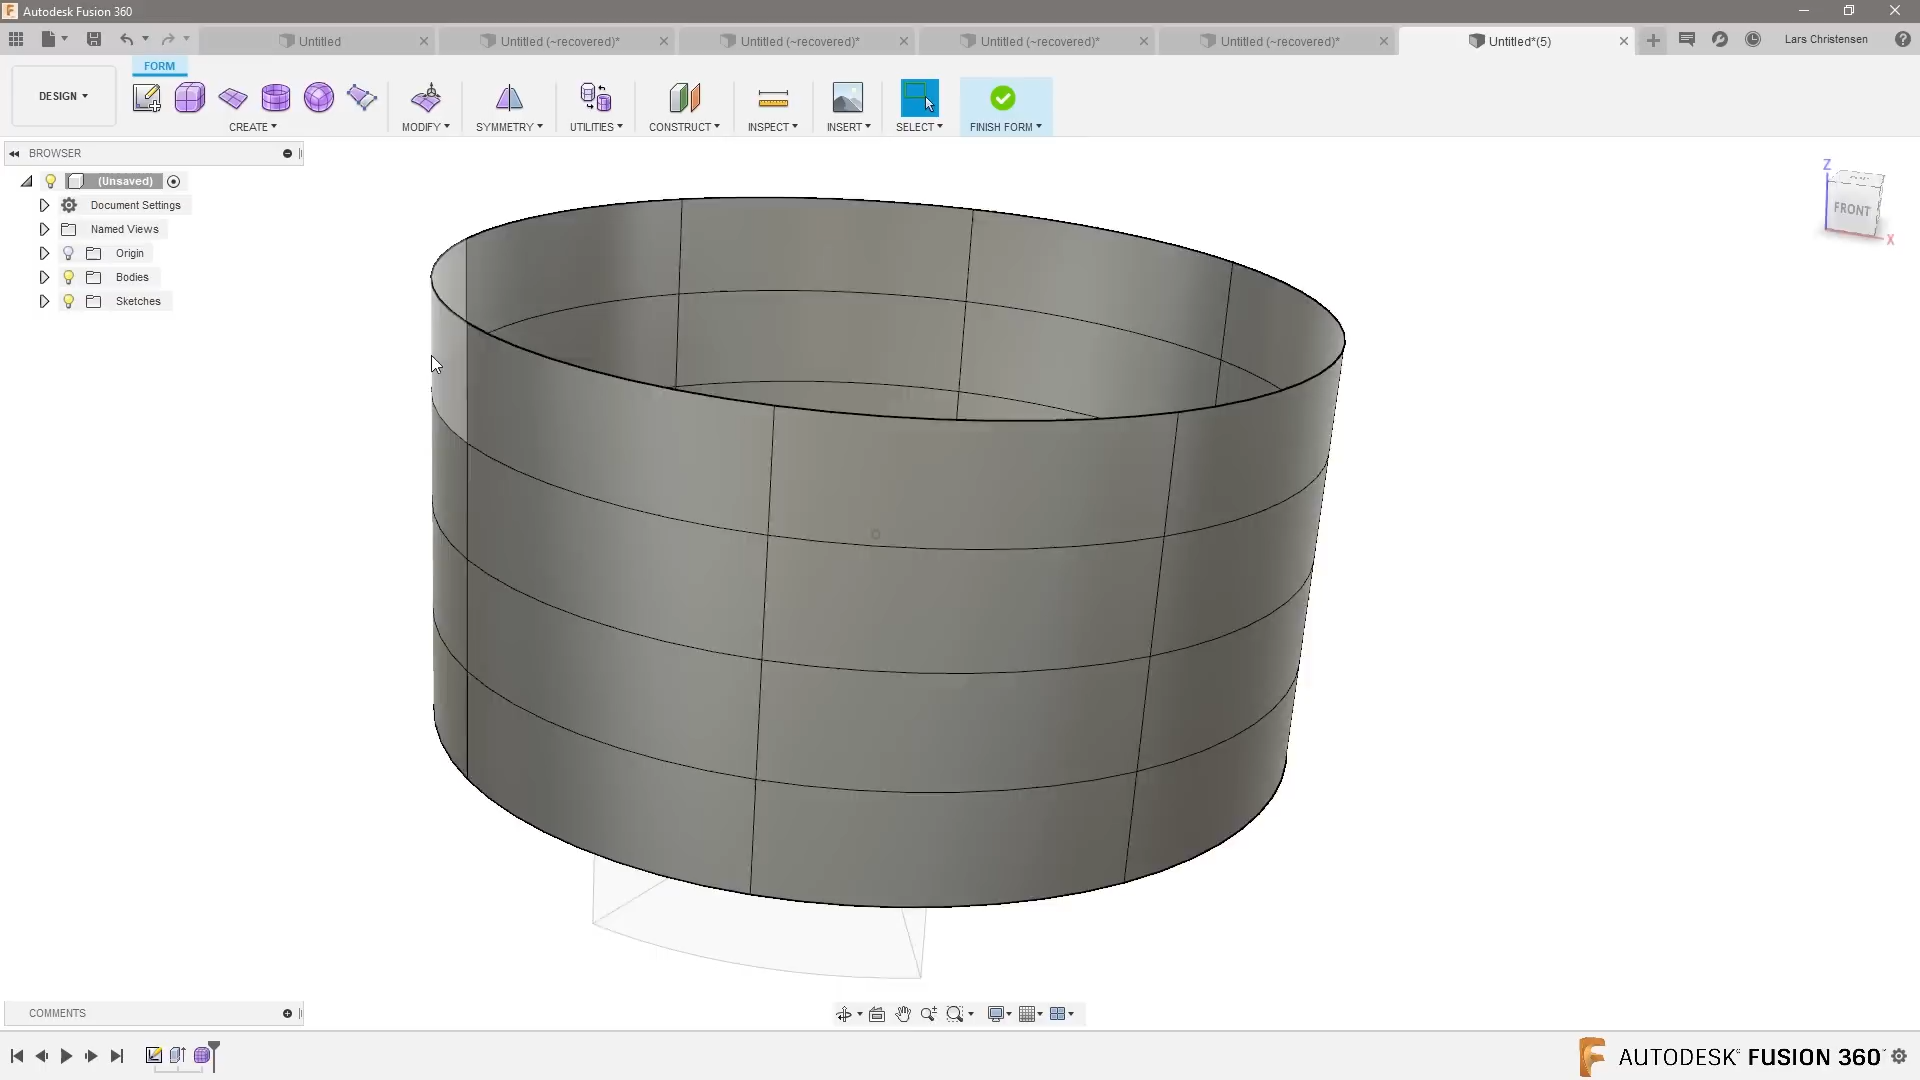 Autodesk Fusion 360
Untitled
Untitled (~recovered)*
Untitled (~recovered)*
Untitled (~recovered)*
Untitled (~recovered)*
Untitled*(5)
Lars Christensen
FORM
DESIGN
CREATE
MODIFY
SYMMETRY
UTILITIES
CONSTRUCT
INSPECT
INSERT
SELECT
FINISH FORM
BROWSER
(Unsaved)
Document Settings
Named Views
Origin
Bodies
Sketches
Z
FRONT
X
COMMENTS
AUTODESK FUSION 360